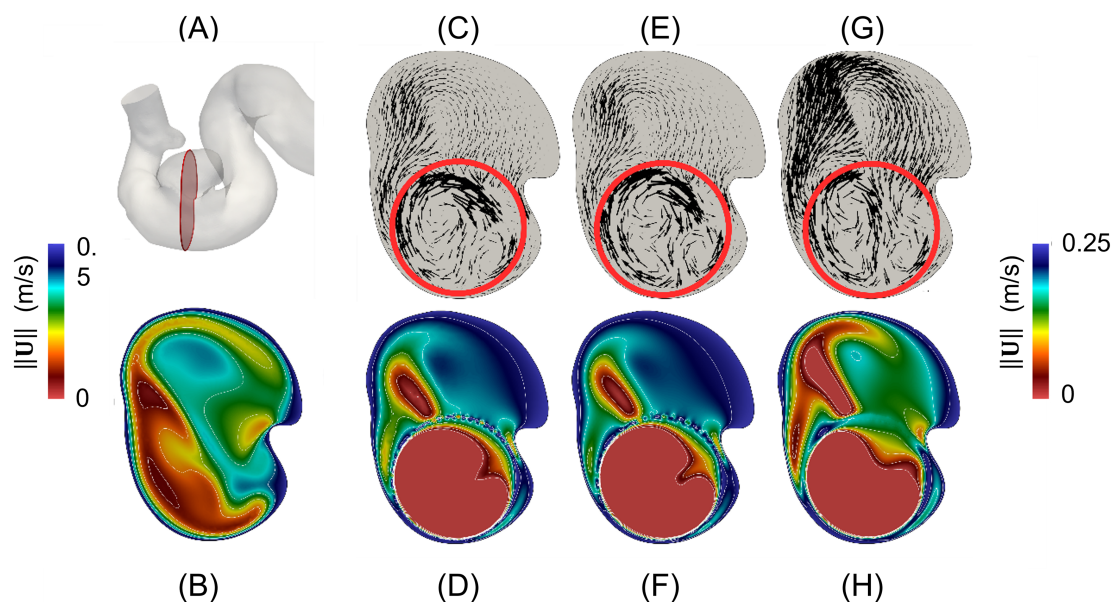 (A)
(C)
(E)
(G)
0.
5
||U|| (m/s)
0
0.25
||U|| (m/s)
0
(B)
(D)
(F)
(H)